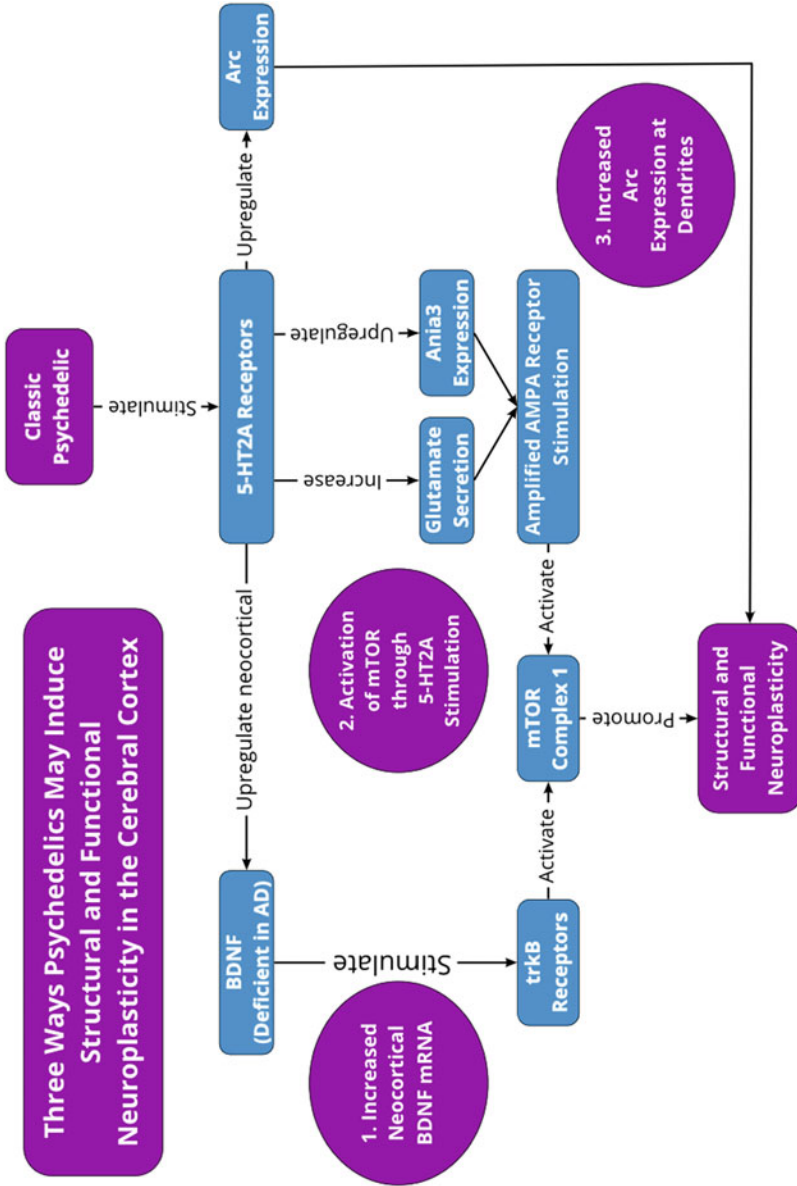 Three Ways Psychedelics May Induce
Structural and Functional
Neuroplasticity in the Cerebral Cortex
Classic
Psychedelic
Stimulate
5-HT2A Receptors
Upregulate neocortical
Upregulate
BDNF
(Deficient in AD)
Arc
Expression
Increase
Upregulate
Stimulate
1. Increased
Neocortical
BDNF mRNA
2. Activation
of mTOR
through
5-HT2A
Stimulation
Glutamate
Secretion
Ania3
Expression
3. Increased
Arc
Expression at
Dendrites
trkB
Receptors
Activate
mTOR
Complex 1
Activate
Amplified AMPA Receptor
Stimulation
Promote
Structural and
Functional
Neuroplasticity